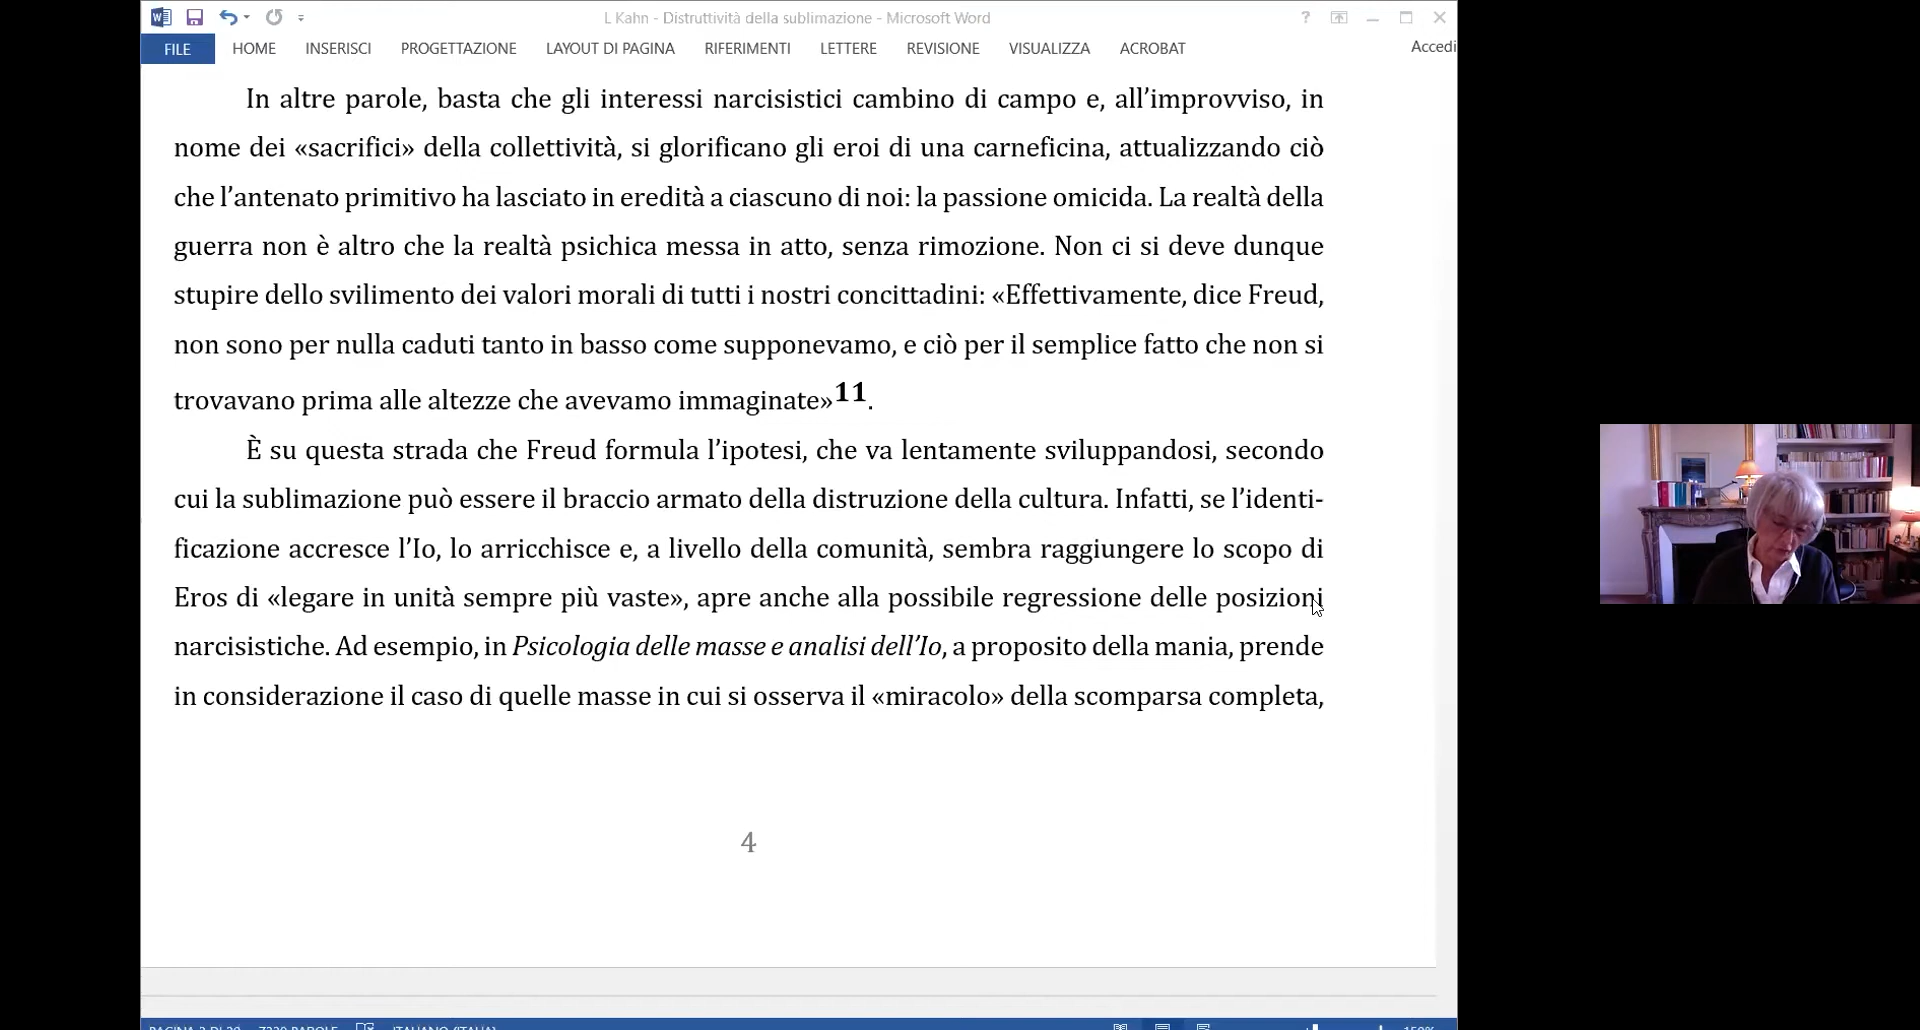 L Kahn - Distruttività della sublimazione - Microsoft Word
FILE HOME INSERISCI PROGETTAZIONE LAYOUT DI PAGINA RIFERIMENTI LETTERE REVISIONE VISUALIZZA ACROBAT Accedi
In altre parole, basta che gli interessi narcisistici cambino di campo e, all’improvviso, in
nome dei «sacrifici» della collettività, si glorificano gli eroi di una carneficina, attualizzando ciò
che l’antenato primitivo ha lasciato in eredità a ciascuno di noi: la passione omicida. La realtà della
guerra non è altro che la realtà psichica messa in atto, senza rimozione. Non ci si deve dunque
stupire dello svilimento dei valori morali di tutti i nostri concittadini: «Effettivamente, dice Freud,
non sono per nulla caduti tanto in basso come supponevamo, e ciò per il semplice fatto che non si
trovavano prima alle altezze che avevamo immaginate»11.
È su questa strada che Freud formula l’ipotesi, che va lentamente sviluppandosi, secondo
cui la sublimazione può essere il braccio armato della distruzione della cultura. Infatti, se l’identi-
ficazione accresce l’Io, lo arricchisce e, a livello della comunità, sembra raggiungere lo scopo di
Eros di «legare in unità sempre più vaste», apre anche alla possibile regressione delle posizioni
narcisistiche. Ad esempio, in Psicologia delle masse e analisi dell’Io, a proposito della mania, prende
in considerazione il caso di quelle masse in cui si osserva il «miracolo» della scomparsa completa,
4